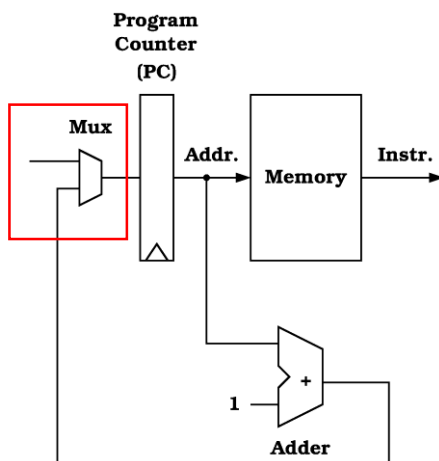 Program
Counter
(PC)
Mux
Addr.
Memory
Instr.
+
1
Adder